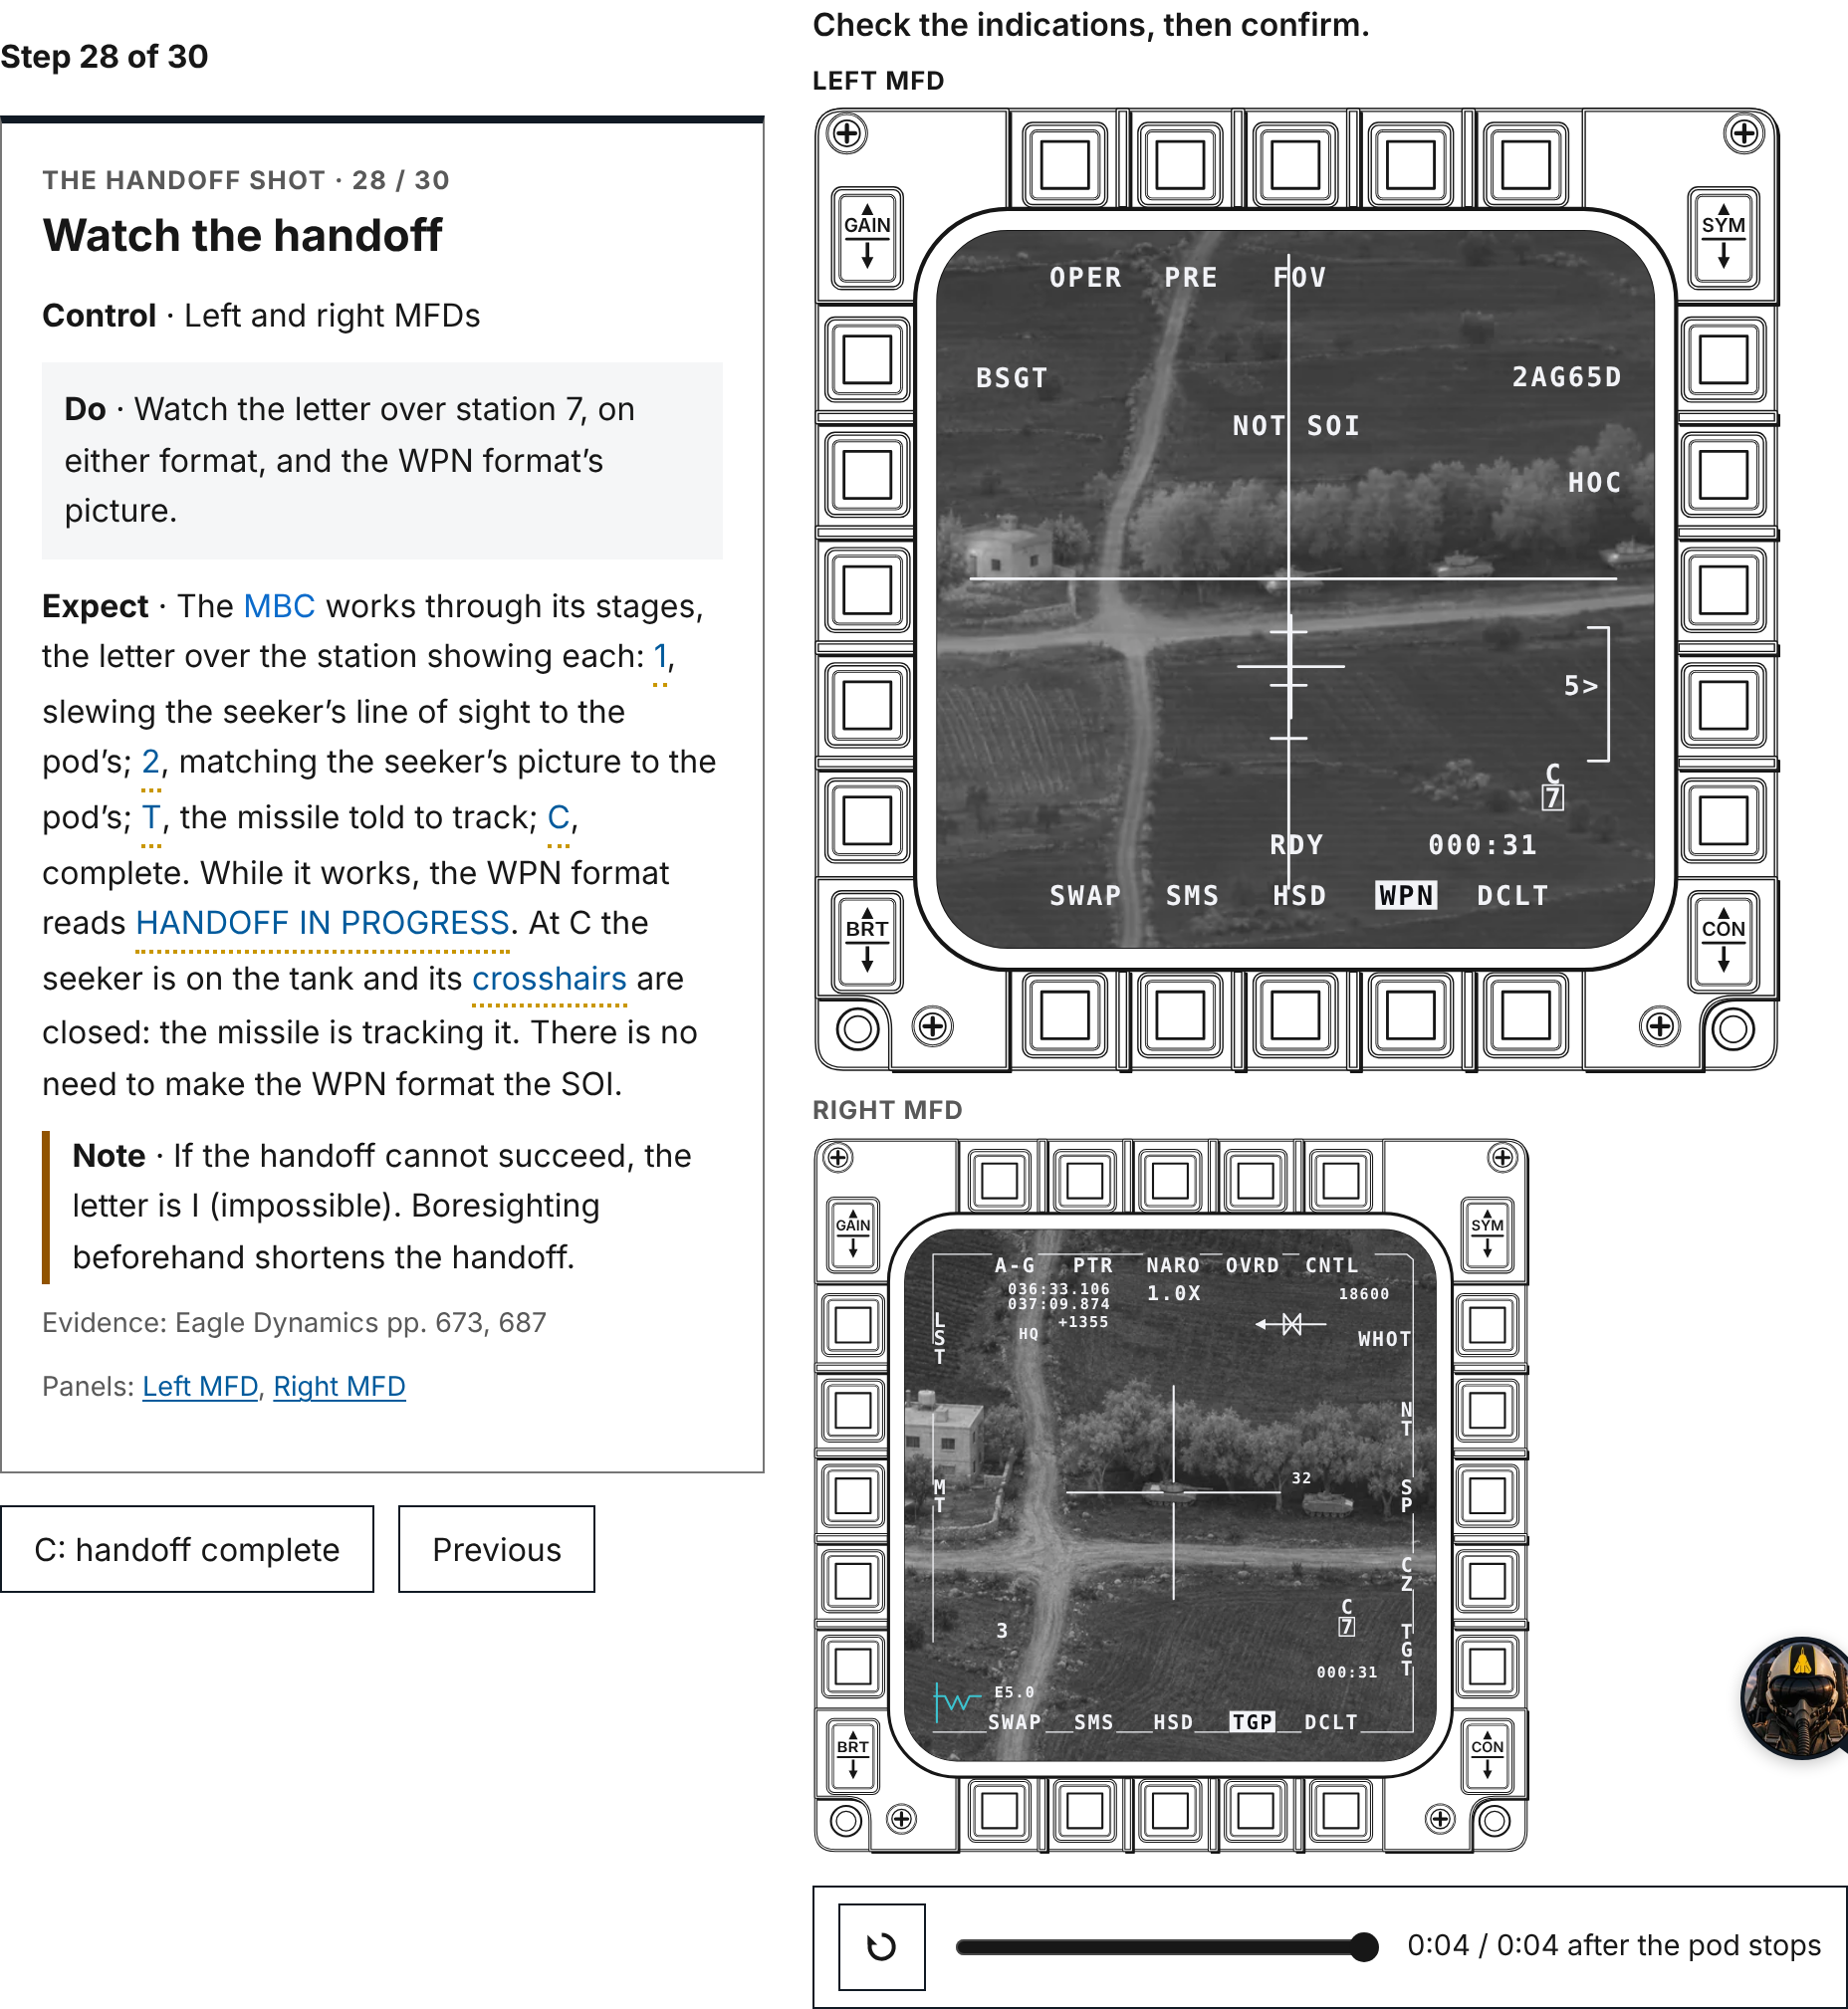 Step 28 of 30
THE HANDOFF SHOT · 28 / 30
Watch the handoff
Control · Left and right MFDs
Do · Watch the letter over station 7, on
either format, and the WPN format’s
picture.
Expect · The MBC works through its stages,
the letter over the station showing each: 1,
slewing the seeker’s line of sight to the
pod’s; 2, matching the seeker’s picture to the
pod’s; T, the missile told to track; C,
complete. While it works, the WPN format
reads HANDOFF IN PROGRESS. At C the
seeker is on the tank and its crosshairs are
closed: the missile is tracking it. There is no
need to make the WPN format the SOI.
Note · If the handoff cannot succeed, the
letter is I (impossible). Boresighting
beforehand shortens the handoff.
Evidence: Eagle Dynamics pp. 673, 687
Panels: Left MFD, Right MFD
C: handoff complete
Previous
Check the indications, then confirm.
LEFT MFD
GAIN
SYM
OPER PRE FOV
BSGT
2AG65D
NOT SOI
HOC
5>
C
7
RDY 000:31
SWAP SMS HSD WPN DCLT
BRT
CON
RIGHT MFD
GAIN
SYM
A-G PTR NARO OVRD CNTL
036:33.106 1.0X 18600
037:09.874
+1355
HQ
WHOT
LST
NT
MT
32
SP
CZ
C
7
3
TGT
000:31
E5.0
SWAP SMS HSD TGP DCLT
BRT
CON
0:04 / 0:04 after the pod stops